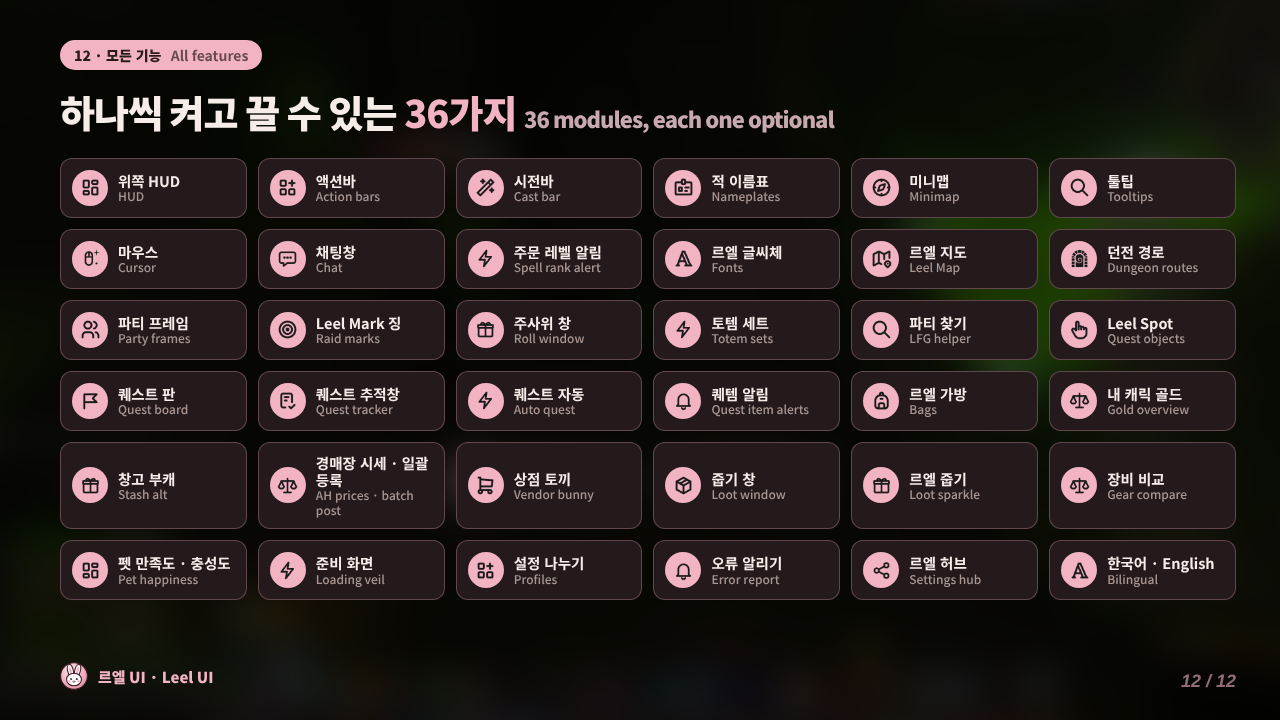 12 · 모든 기능 All features
하나씩 켜고 끌 수 있는 36가지 36 modules, each one optional
위쪽 HUD
HUD
액션바
Action bars
시전바
Cast bar
적 이름표
Nameplates
미니맵
Minimap
툴팁
Tooltips
마우스
Cursor
채팅창
Chat
주문 레벨 알림
Spell rank alert
르엘 글씨체
Fonts
르엘 지도
Leel Map
던전 경로
Dungeon routes
파티 프레임
Party frames
Leel Mark 징
Raid marks
주사위 창
Roll window
토템 세트
Totem sets
파티 찾기
LFG helper
Leel Spot
Quest objects
퀘스트 판
Quest board
퀘스트 추적창
Quest tracker
퀘스트 자동
Auto quest
퀘템 알림
Quest item alerts
르엘 가방
Bags
내 캐릭 골드
Gold overview
창고 부캐
Stash alt
경매장 시세 · 일괄
등록
AH prices · batch
post
상점 토끼
Vendor bunny
줍기 창
Loot window
르엘 줍기
Loot sparkle
장비 비교
Gear compare
펫 만족도 · 충성도
Pet happiness
준비 화면
Loading veil
설정 나누기
Profiles
오류 알리기
Error report
르엘 허브
Settings hub
한국어 · English
Bilingual
르엘 UI · Leel UI
12 / 12